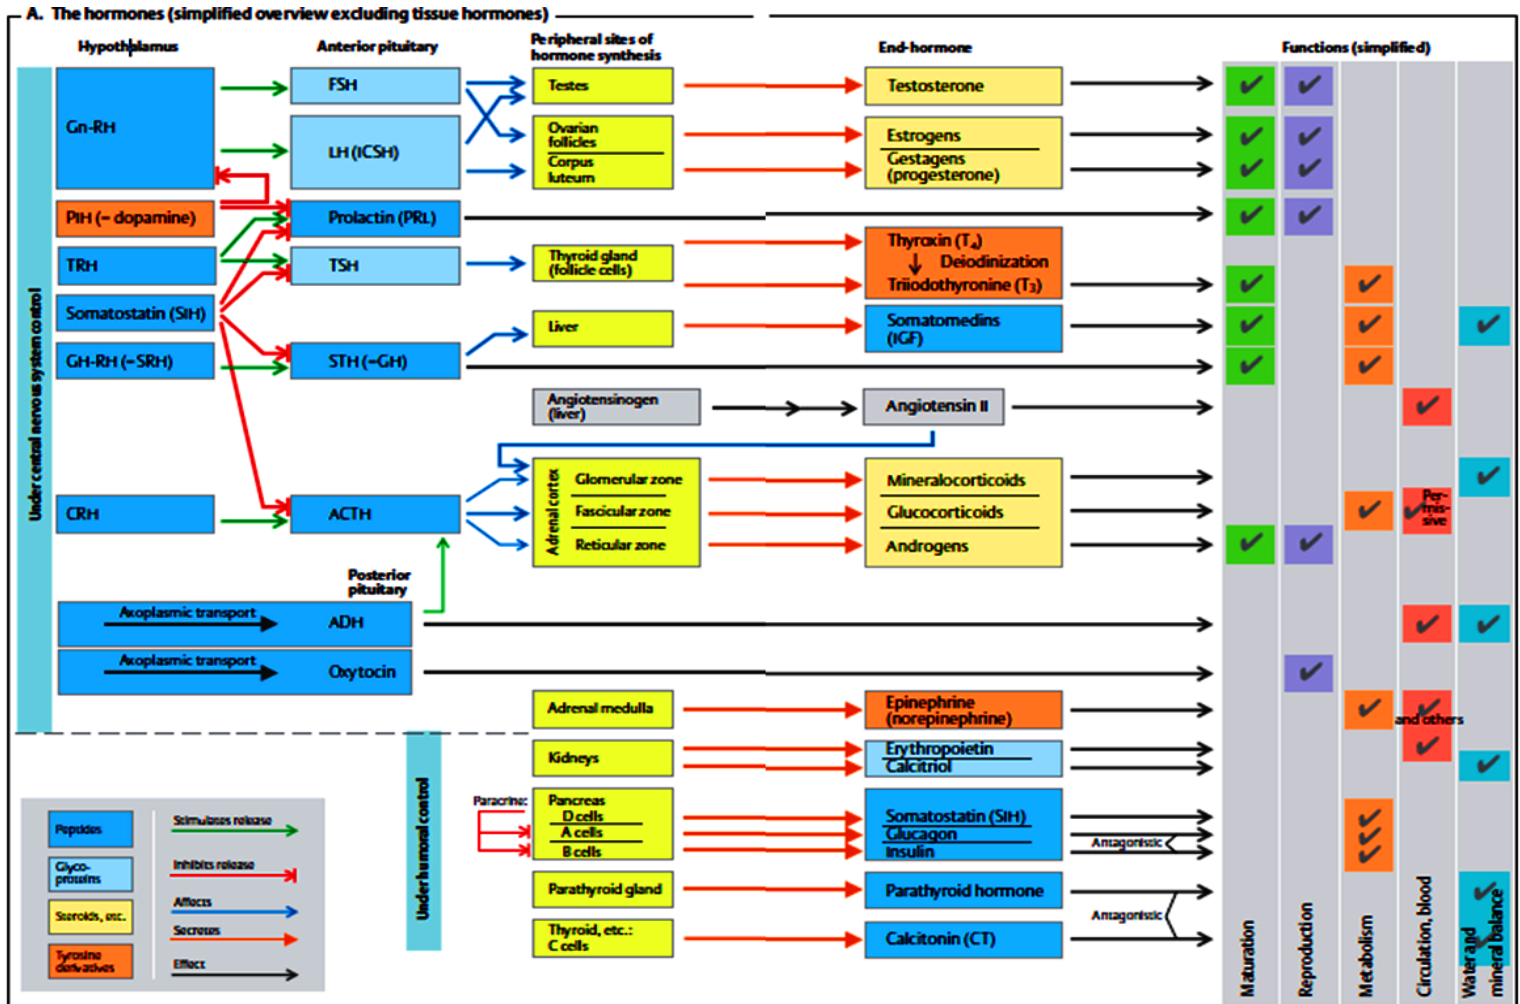 A. The hormones (simplified overview excluding tissue hormones)
Hypothalamus
Anterior pituitary
Peripheral sites of
hormone synthesis
End-hormone
Functions (simplified)
Under central nervous system control
Gn-RH
FSH
Testes
Testosterone
LH (ICSH)
Ovarian
follicles
Corpus
luteum
Estrogens
Gestagens
(progesterone)
PIH (= dopamine)
Prolactin (PRL)
TRH
TSH
Thyroid gland
(follicle cells)
Thyroxin (T4)
Deiodinization
Triiodothyronine (T3)
Somatostatin (SIH)
Liver
Somatomedins
(IGF)
GH-RH (=SRH)
STH (=GH)
Angiotensinogen
(liver)
Angiotensin II
CRH
ACTH
Adrenal cortex
Glomerular zone
Fascicular zone
Reticular zone
Mineralocorticoids
Glucocorticoids
Androgens
Per-
mis-
sive
Posterior
pituitary
Axoplasmic transport
ADH
Axoplasmic transport
Oxytocin
Adrenal medulla
Epinephrine
(norepinephrine)
and others
Under humoral control
Kidneys
Erythropoietin
Calcitriol
Paracrine:
Pancreas
D cells
A cells
B cells
Somatostatin (SIH)
Glucagon
Insulin
Antagonistic
Parathyroid gland
Parathyroid hormone
Antagonistic
Thyroid, etc.:
C cells
Calcitonin (CT)
Peptides
Glyco-
proteins
Steroids, etc.
Tyrosine
derivatives
Stimulates release
Inhibits release
Affects
Secretes
Effect
Maturation
Reproduction
Metabolism
Circulation, blood
Water and
mineral balance